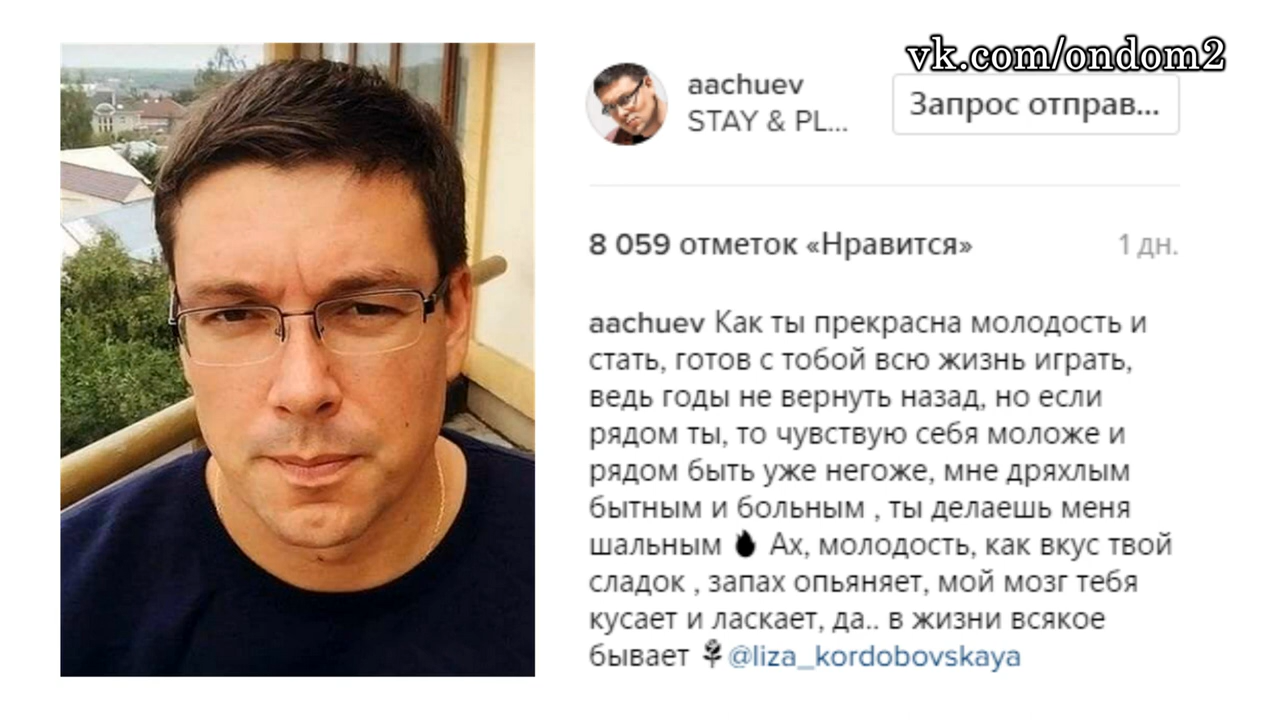 vk.com/ondom2
aachuev
STAY & PL...
Запрос отправ...
8 059 отметок «Нравится»
1 дн.
aachuev Как ты прекрасна молодость и
стать, готов с тобой всю жизнь играть,
ведь годы не вернуть назад, но если
рядом ты, то чувствую себя моложе и
рядом быть уже негоже, мне дряхлым
бытным и больным , ты делаешь меня
шальным 🔥 Ах, молодость, как вкус твой
сладок , запах опьяняет, мой мозг тебя
кусает и ласкает, да.. в жизни всякое
бывает 🌹@liza_kordobovskaya